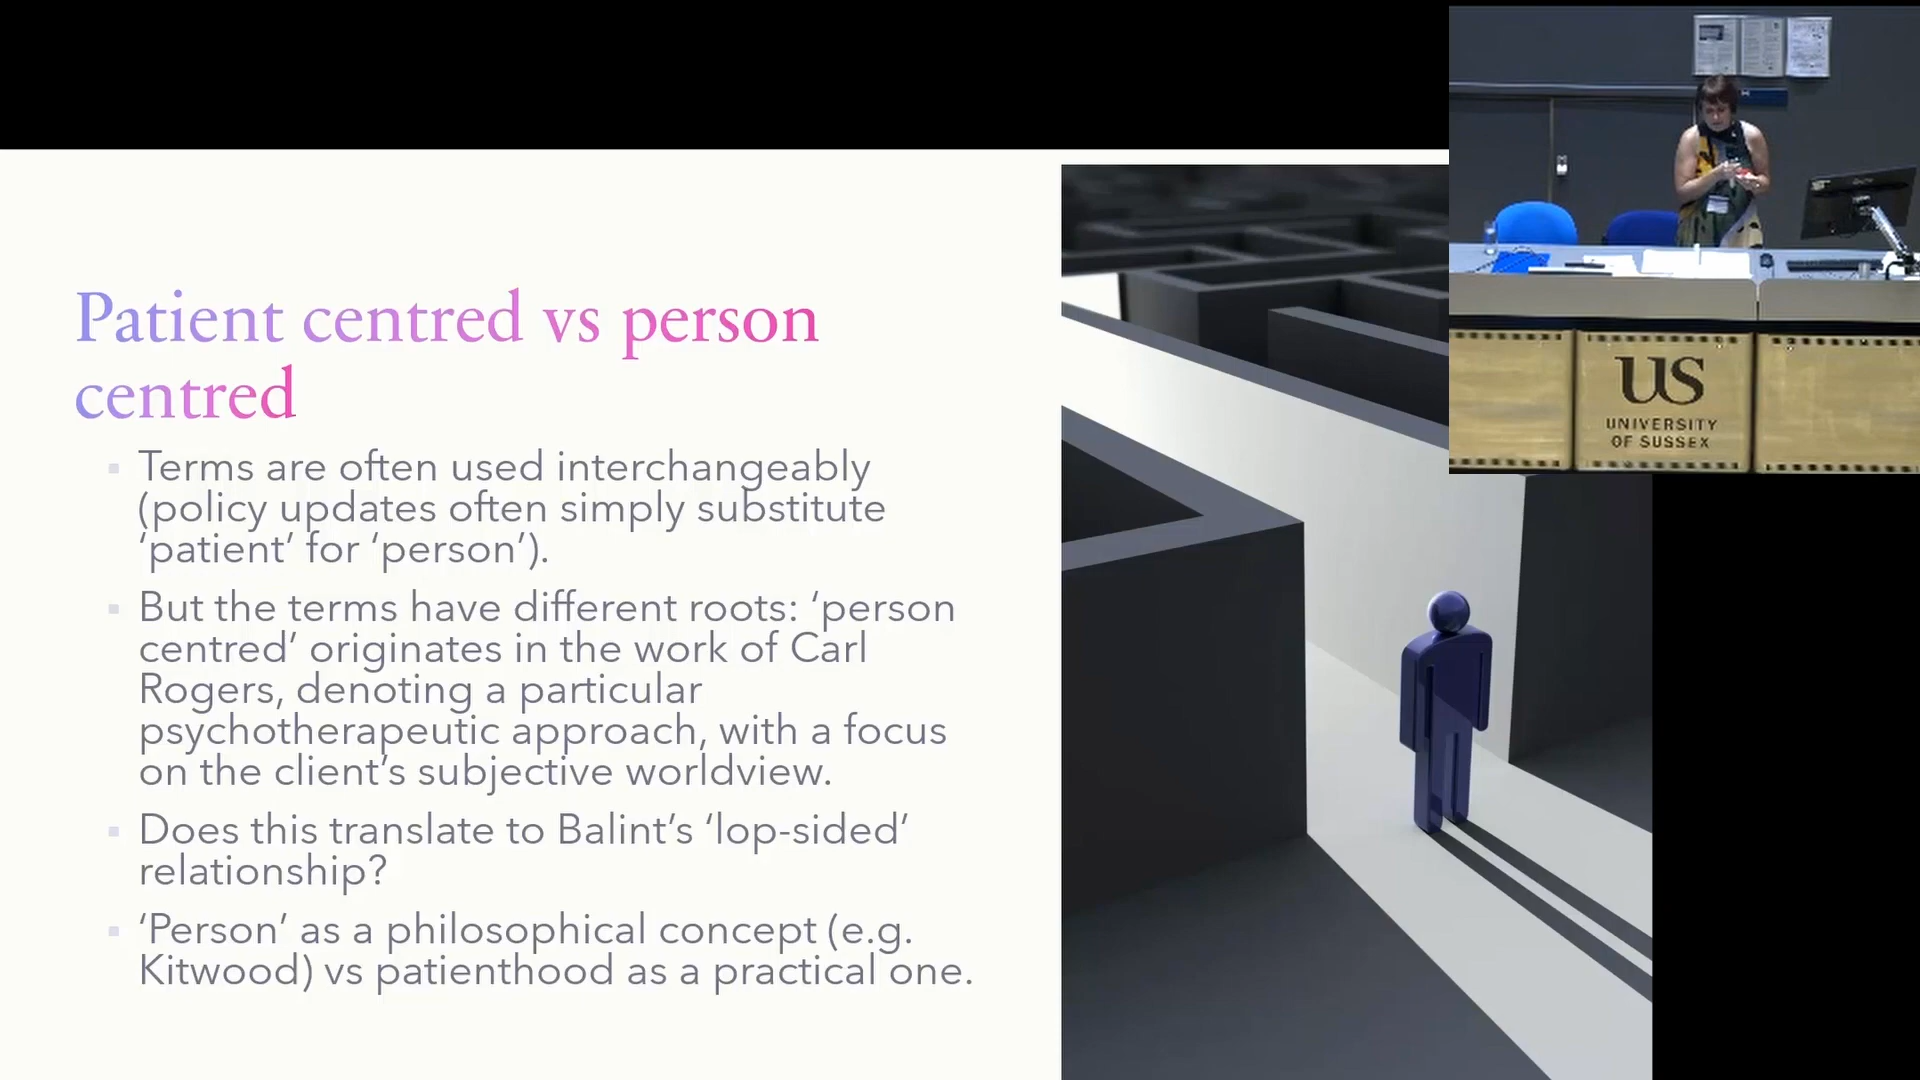 Patient centred vs person
centred
Terms are often used interchangeably
(policy updates often simply substitute
‘patient’ for ‘person’).
But the terms have different roots: ‘person
centred’ originates in the work of Carl
Rogers, denoting a particular
psychotherapeutic approach, with a focus
on the client’s subjective worldview.
Does this translate to Balint’s ‘lop-sided’
relationship?
‘Person’ as a philosophical concept (e.g.
Kitwood) vs patienthood as a practical one.
US
UNIVERSITY
OF SUSSEX